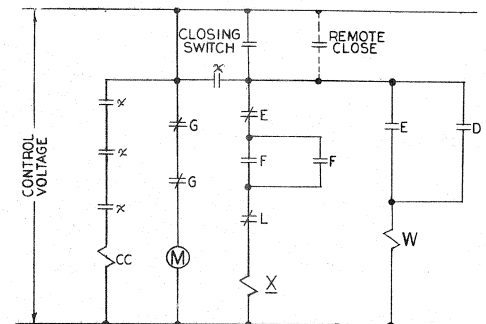 CLOSING
SWITCH
REMOTE
CLOSE
x
x
x
x
G
G
E
F
F
L
E
D
CONTROL
VOLTAGE
CC
M
X
W